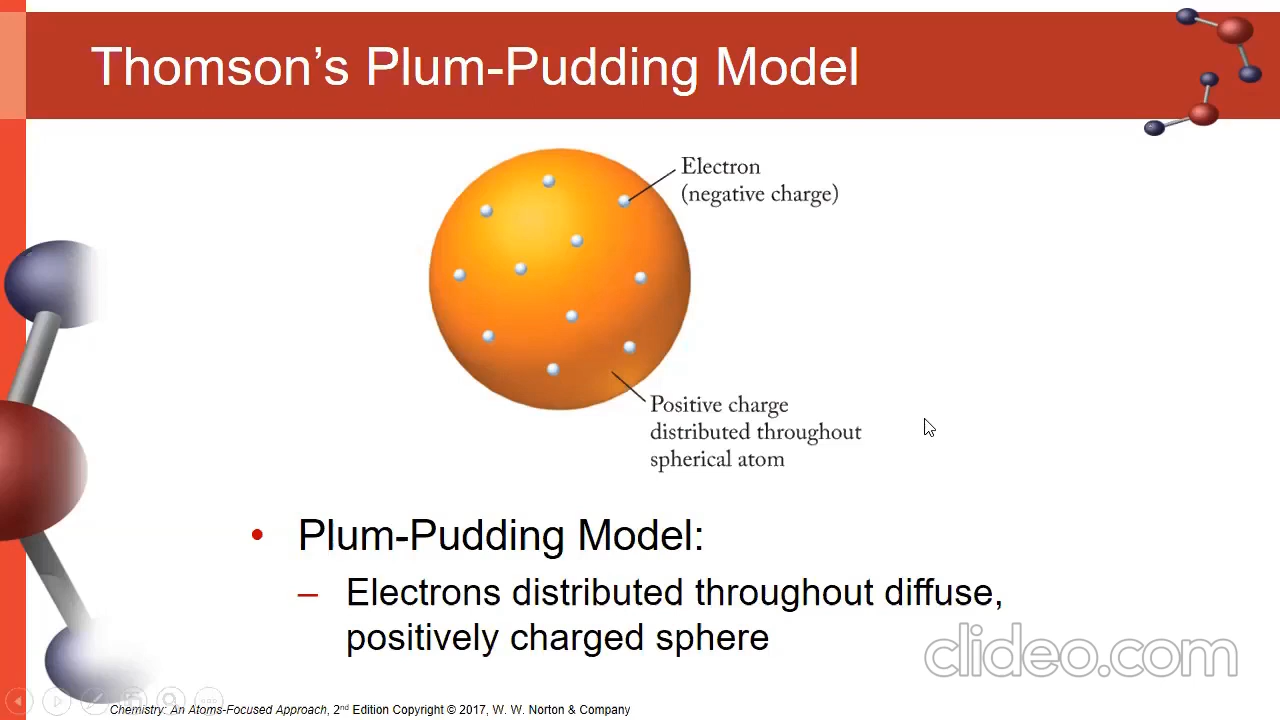 Thomson’s Plum-Pudding Model
Electron
(negative charge)
Positive charge
distributed throughout
spherical atom
• Plum-Pudding Model:
– Electrons distributed throughout diffuse,
positively charged sphere
clideo.com
Chemistry: An Atoms-Focused Approach, 2nd Edition Copyright © 2017, W. W. Norton & Company